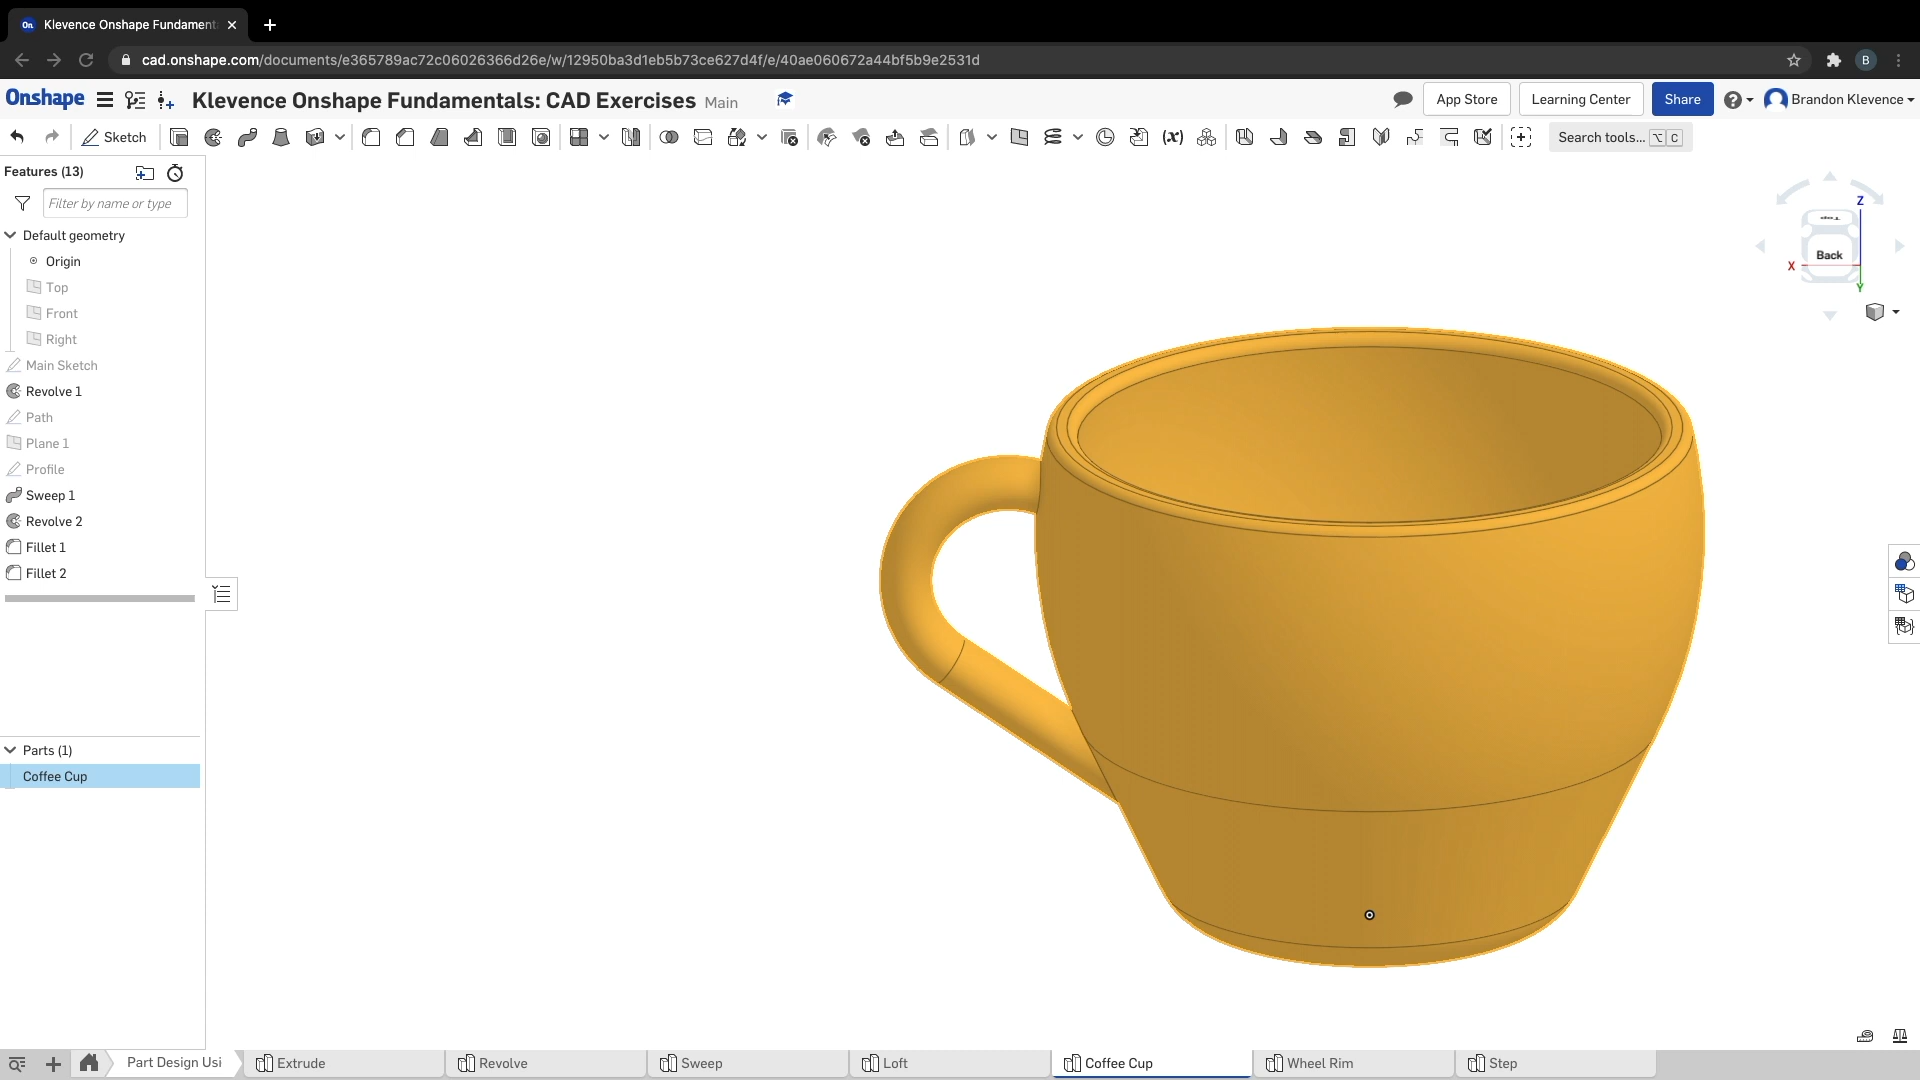 Klevence Onshape Fundament
cad.onshape.com/documents/e365789ac72c06026366d26e/w/12950ba3d1eb5b73ce627d4f/e/40ae060672a44bf5b9e2531d
B
Onshape
Klevence Onshape Fundamentals: CAD Exercises Main
App Store
Learning Center
Share
Brandon Klevence
Sketch
(x)
Search tools... ⌥ C
Features (13)
Filter by name or type
Default geometry
Origin
Top
Front
Right
Main Sketch
Revolve 1
Path
Plane 1
Profile
Sweep 1
Revolve 2
Fillet 1
Fillet 2
Z
Back
X
Y
Parts (1)
Coffee Cup
Part Design Usi
Extrude
Revolve
Sweep
Loft
Coffee Cup
Wheel Rim
Step